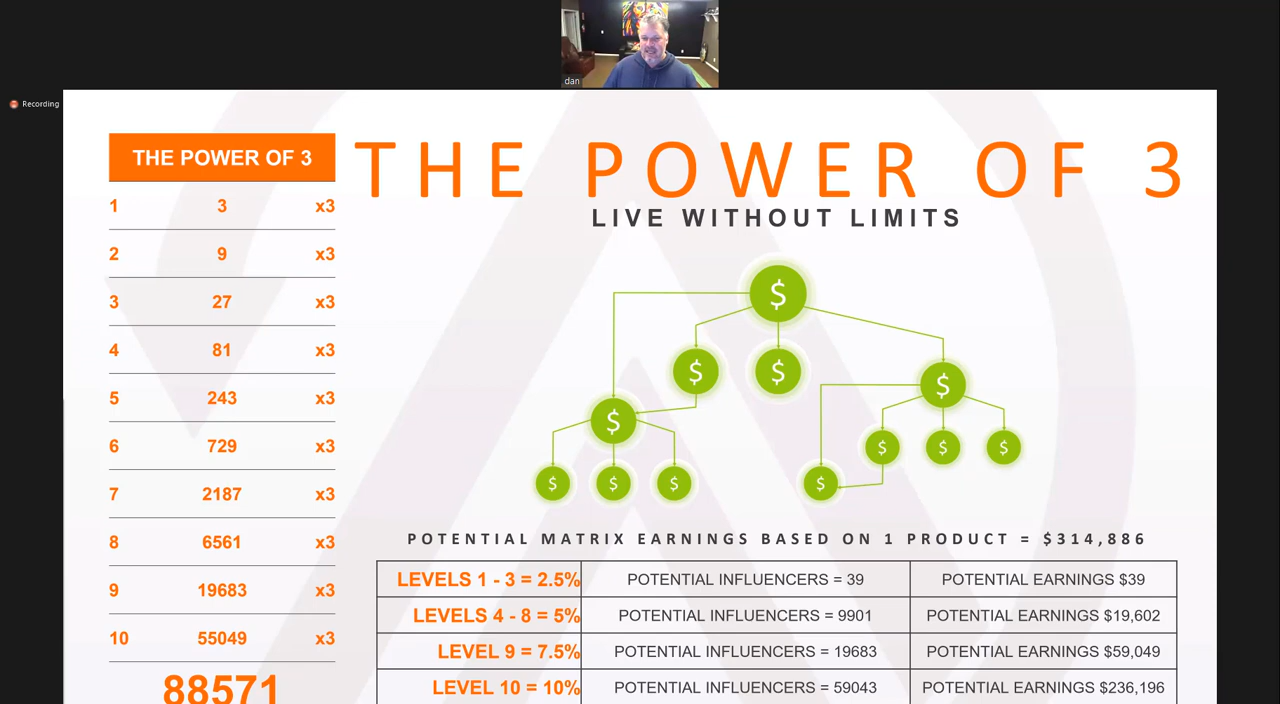 dan
Recording
THE POWER OF 3
1 3 x3
2 9 x3
3 27 x3
4 81 x3
5 243 x3
6 729 x3
7 2187 x3
8 6561 x3
9 19683 x3
10 55049 x3
88571
THE POWER OF 3
LIVE WITHOUT LIMITS
$
$ $ $
$
$ $ $
$ $ $
$
POTENTIAL MATRIX EARNINGS BASED ON 1 PRODUCT = $314,886
LEVELS 1 - 3 = 2.5% POTENTIAL INFLUENCERS = 39 POTENTIAL EARNINGS $39
LEVELS 4 - 8 = 5% POTENTIAL INFLUENCERS = 9901 POTENTIAL EARNINGS $19,602
LEVEL 9 = 7.5% POTENTIAL INFLUENCERS = 19683 POTENTIAL EARNINGS $59,049
LEVEL 10 = 10% POTENTIAL INFLUENCERS = 59043 POTENTIAL EARNINGS $236,196